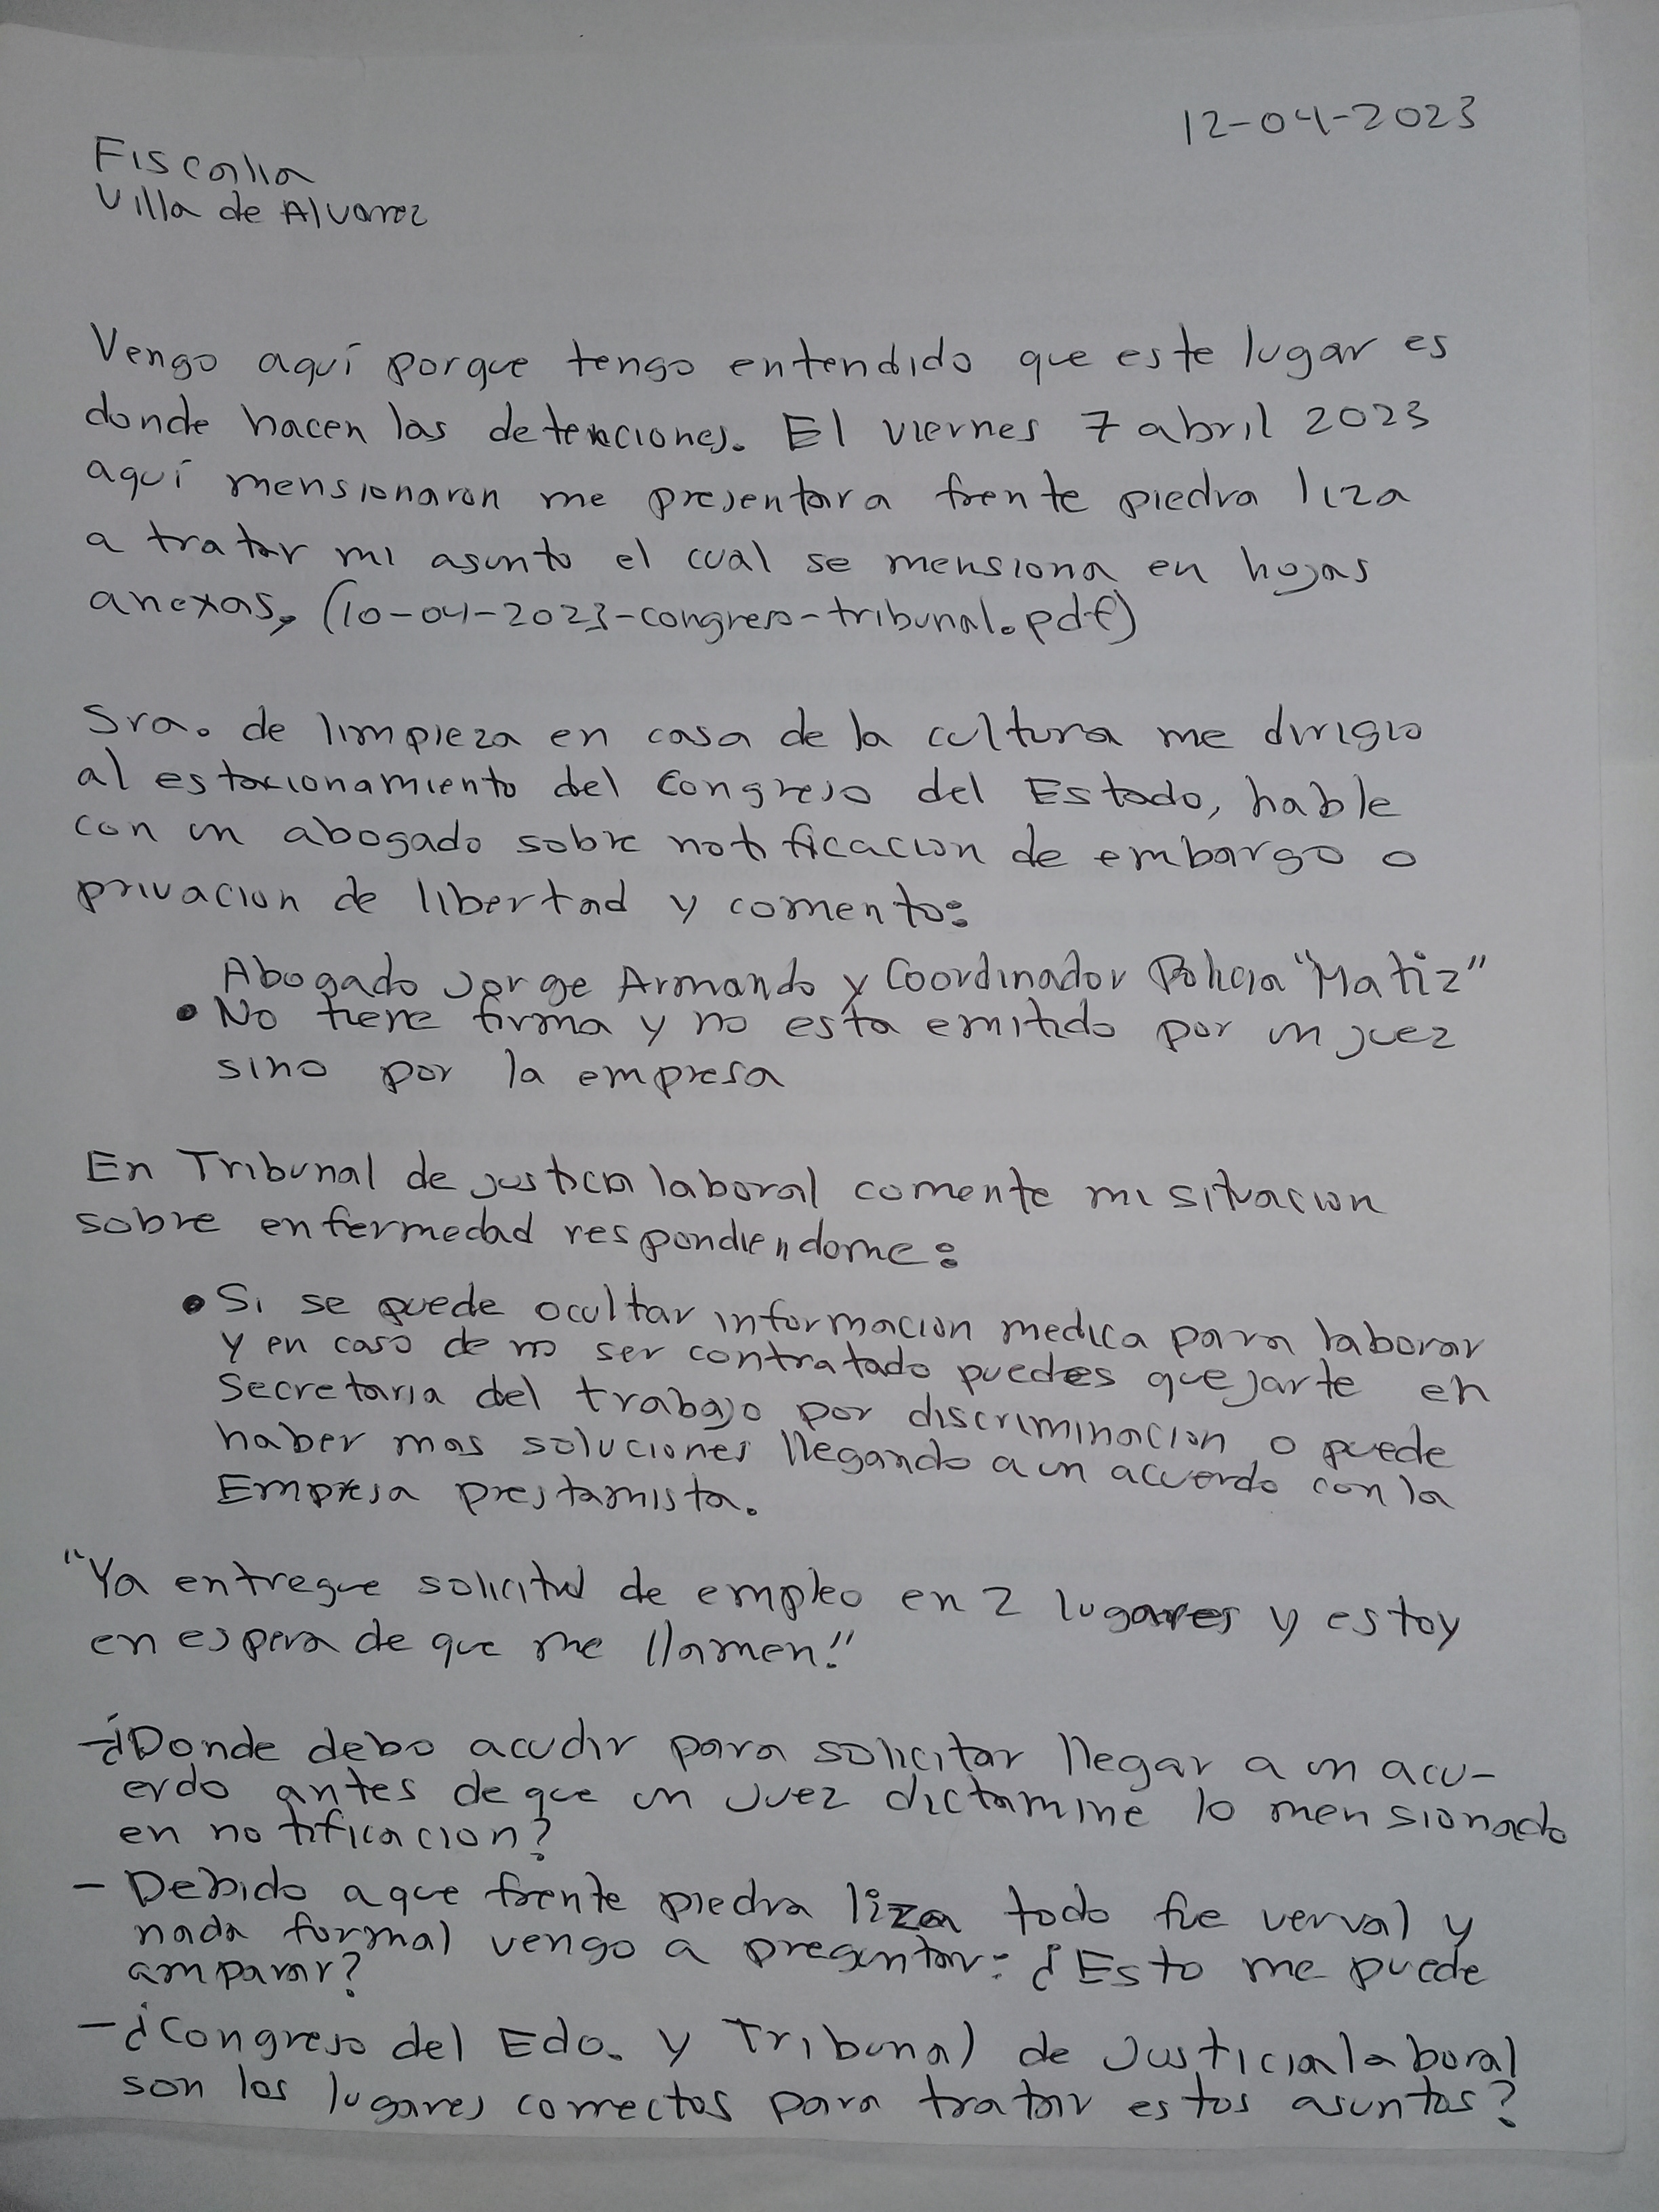 12-04-2023
Fiscalia
Villa de Alvarez
Vengo aquí porque tengo entendido que este lugar es
donde hacen las detenciones. El viernes 7 abril 2023
aquí mensionaron me presentara frente piedra liza
a tratar mi asunto el cual se mensiona en hojas
anexas, (10-04-2023-congreso-tribunal.pdf)
Sra. de limpieza en casa de la cultura me dirigio
al estacionamiento del Congreso del Estado, hable
con un abogado sobre notificacion de embargo o
privacion de libertad y comento:
Abogado Jorge Armando y Coordinador Policia "Matiz"
• No tiene firma y no esta emitido por un juez
sino por la empresa
En Tribunal de justicia laboral comente mi situacion
sobre enfermedad respondiendome:
• Si se puede ocultar informacion medica para laborar
y en caso de no ser contratado puedes quejarte en
Secretaria del trabajo por discriminacion o puede
haber mas soluciones llegando a un acuerdo con la
Empresa prestamista.
"Ya entregue solicitud de empleo en 2 lugares y estoy
en espera de que me llamen."
-¿Donde debo acudir para solicitar llegar a un acu-
erdo antes de que un juez dictamine lo mensionado
en notificacion?
- Debido a que frente piedra liza todo fue verval y
nada formal vengo a preguntar: ¿Esto me puede
amparar?
-¿Congreso del Edo. y Tribunal de Justicia laboral
son los lugares correctos para tratar estos asuntos?